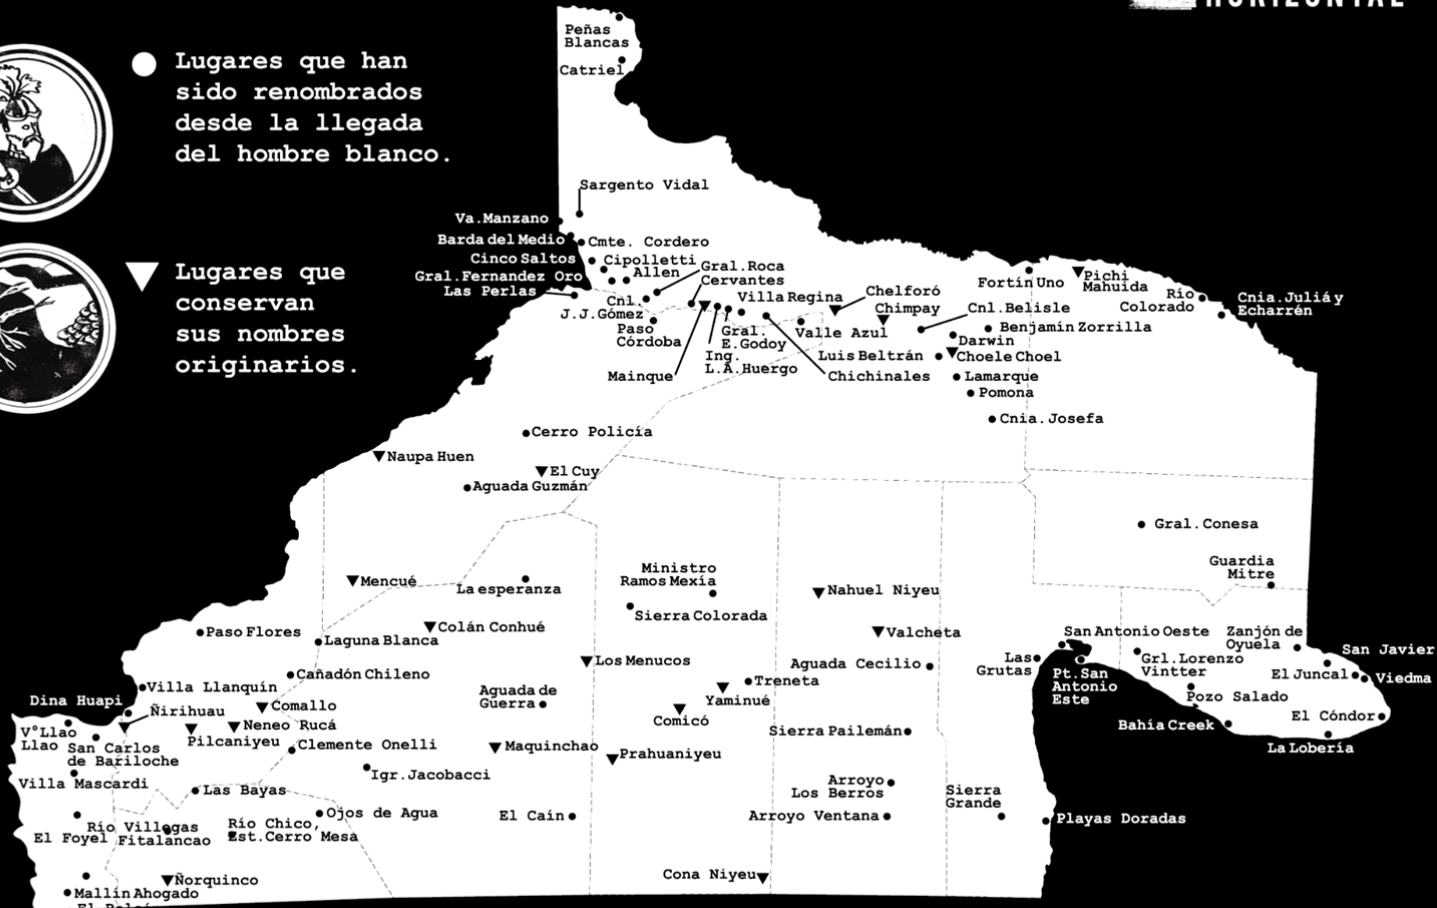 HORIZONTAL
Lugares que han
sido renombrados
desde la llegada
del hombre blanco.
Lugares que
conservan
sus nombres
originarios.
Peñas
Blancas
Catriel
Sargento Vidal
Va.Manzano
Barda del Medio
Cmte. Cordero
Cinco Saltos
Cipolletti
Gral.Fernandez Oro
Allen
Las Perlas
Gral.Roca
Cervantes
Cnl.
J.J.Gómez
Paso
Córdoba
Villa Regina
Chelforó
Chimpay
Gral.
E.Godoy
Ing.
L.A.Huergo
Mainque
Valle Azul
Chichinales
Luis Beltrán
Cnl.Belisle
Fortín Uno
Pichi
Mahuida
Río
Colorado
Cnia.Juliá y
Echarrén
Benjamín Zorrilla
Darwin
Choele Choel
Lamarque
Pomona
Cnia.Josefa
Cerro Policía
Naupa Huen
El Cuy
Aguada Guzmán
Gral.Conesa
Guardia
Mitre
Mencué
La esperanza
Ministro
Ramos Mexía
Sierra Colorada
Nahuel Niyeu
Colán Conhué
Valcheta
Paso Flores
Laguna Blanca
Los Menucos
Aguada Cecilio
San Antonio Oeste
Zanjón de
Oyuela
San Javier
Las
Grutas
Pt.San
Antonio
Este
Grl.Lorenzo
Vintter
El Juncal
Viedma
Pozo Salado
El Cóndor
Bahía Creek
La Lobería
Cañadón Chileno
Villa Llanquín
Dina Huapi
Ñirihuau
Comallo
Neneo Rucá
Pilcaniyeu
V°Llao
Llao
San Carlos
de Bariloche
Villa Mascardi
Clemente Onelli
Aguada de
Guerra
Treneta
Yaminué
Comicó
Maquinchao
Prahuaniyeu
Sierra Pailemán
Igr.Jacobacci
Las Bayas
Arroyo
Los Berros
Sierra
Grande
Ojos de Agua
El Caín
Arroyo Ventana
Playas Doradas
Río Villegas
El Foyel
Fitalancao
Río Chico,
Est.Cerro Mesa
Cona Niyeu
Ñorquinco
Mallín Ahogado